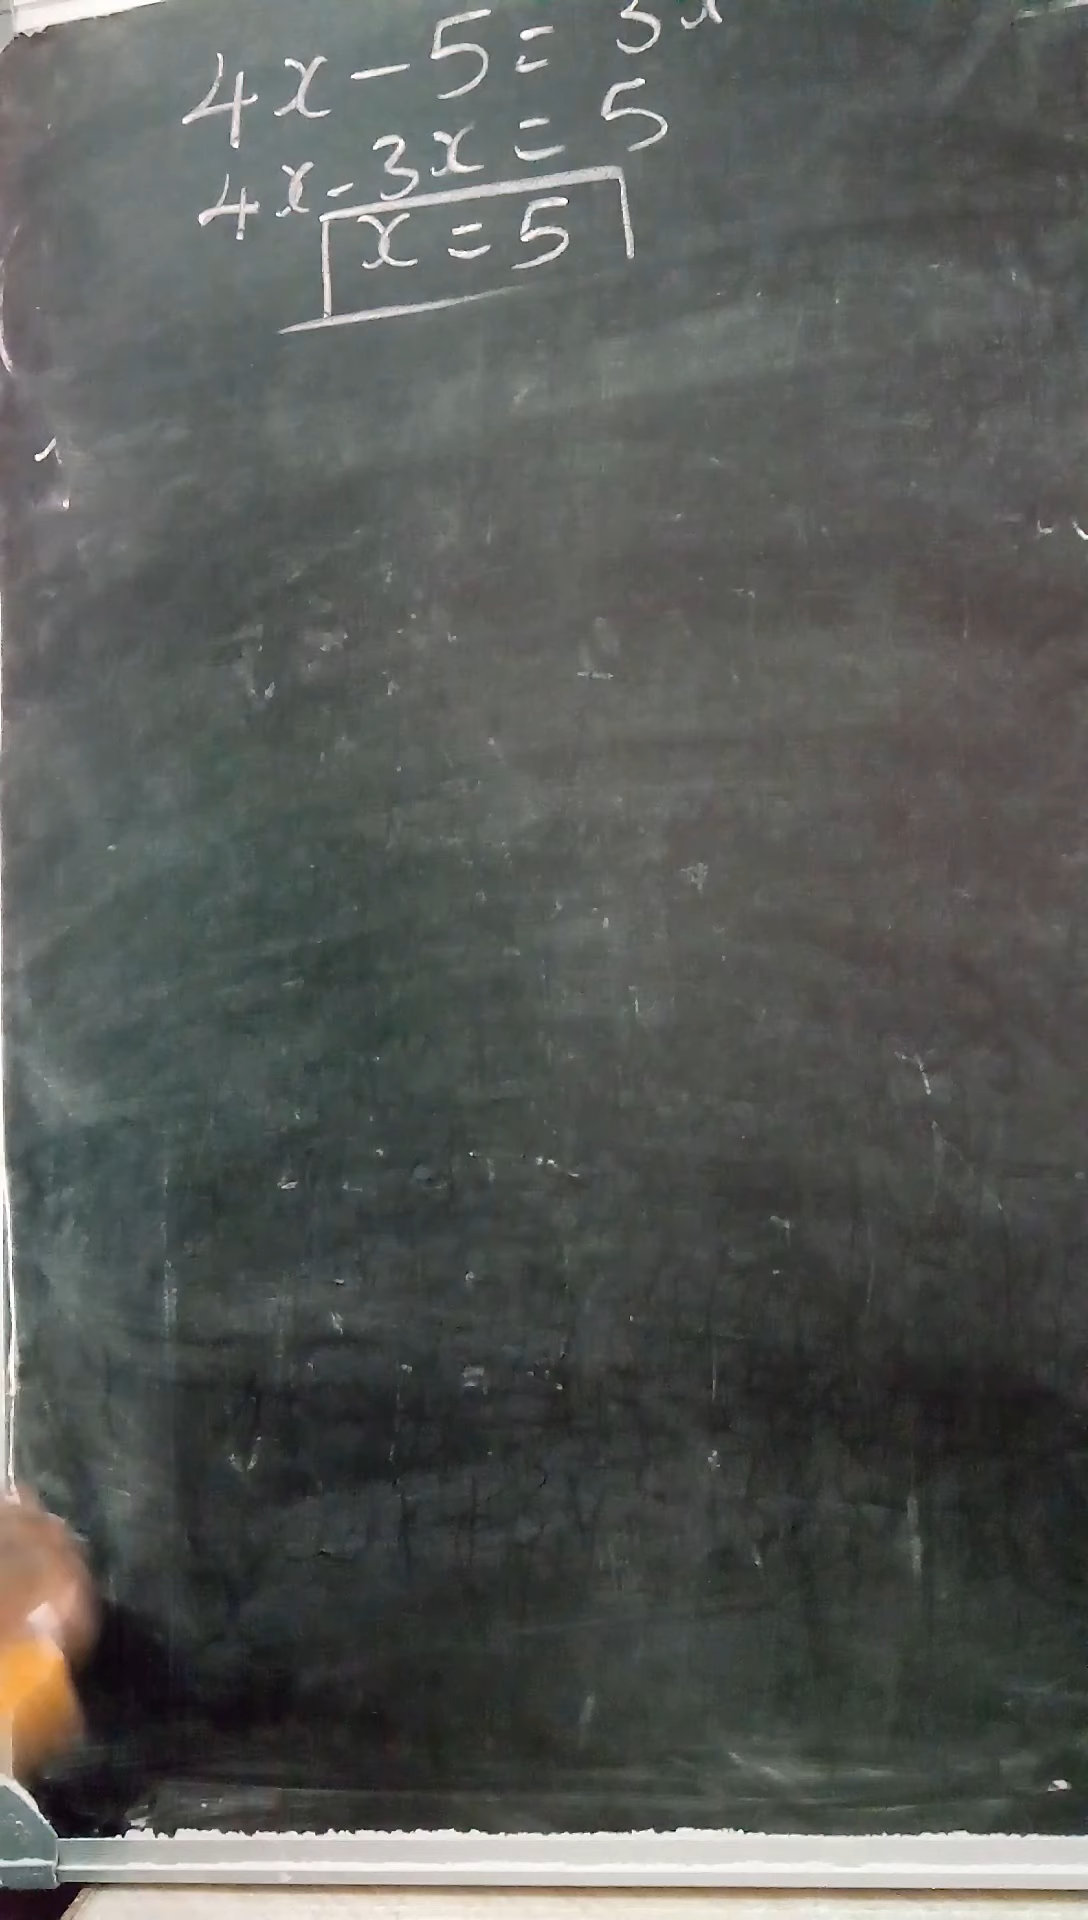 4x - 5 = 3x
4x - 3x = 5
x = 5